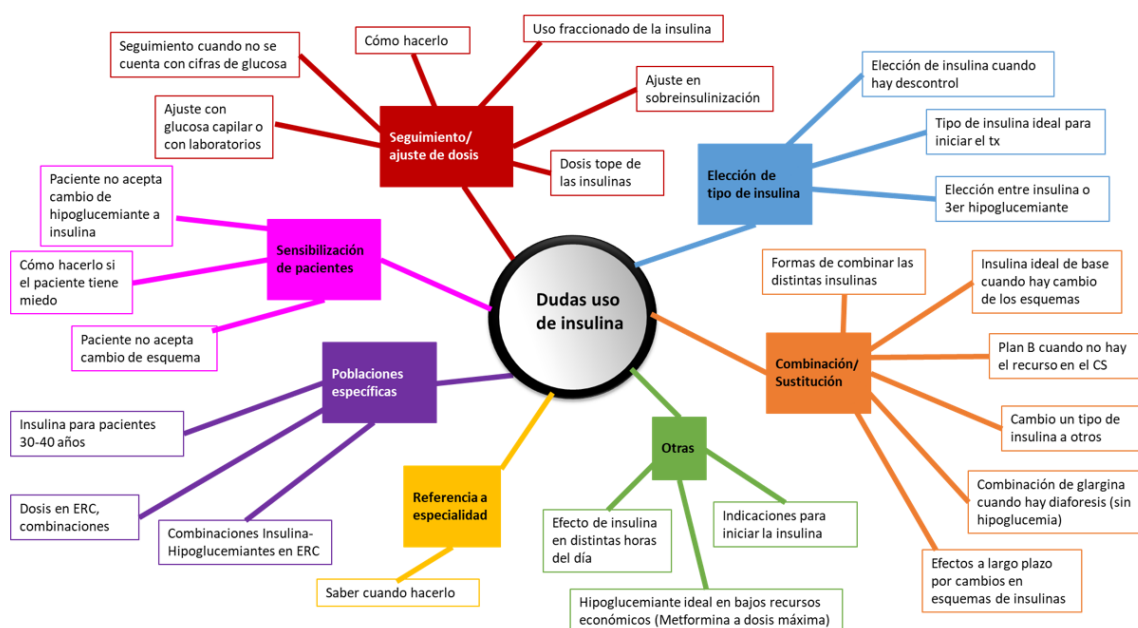 Dudas uso
de insulina
Seguimiento/
ajuste de dosis
Seguimiento cuando no se
cuenta con cifras de glucosa
Cómo hacerlo
Uso fraccionado de la insulina
Ajuste con
glucosa capilar o
con laboratorios
Ajuste en
sobreinsulinización
Dosis tope de
las insulinas
Elección de
tipo de insulina
Elección de insulina cuando
hay descontrol
Tipo de insulina ideal para
iniciar el tx
Elección entre insulina o
3er hipoglucemiante
Combinación/
Sustitución
Formas de combinar las
distintas insulinas
Insulina ideal de base
cuando hay cambio
de los esquemas
Plan B cuando no hay
el recurso en el CS
Cambio un tipo de
insulina a otros
Combinación de glargina
cuando hay diaforesis (sin
hipoglucemia)
Efectos a largo plazo
por cambios en
esquemas de insulinas
Otras
Efecto de insulina
en distintas horas
del día
Indicaciones para
iniciar la insulina
Hipoglucemiante ideal en bajos recursos
económicos (Metformina a dosis máxima)
Referencia a
especialidad
Saber cuando hacerlo
Poblaciones
específicas
Insulina para pacientes
30-40 años
Dosis en ERC,
combinaciones
Combinaciones Insulina-
Hipoglucemiantes en ERC
Sensibilización
de pacientes
Paciente no acepta
cambio de
hipoglucemiante a
insulina
Cómo hacerlo si
el paciente tiene
miedo
Paciente no acepta
cambio de esquema